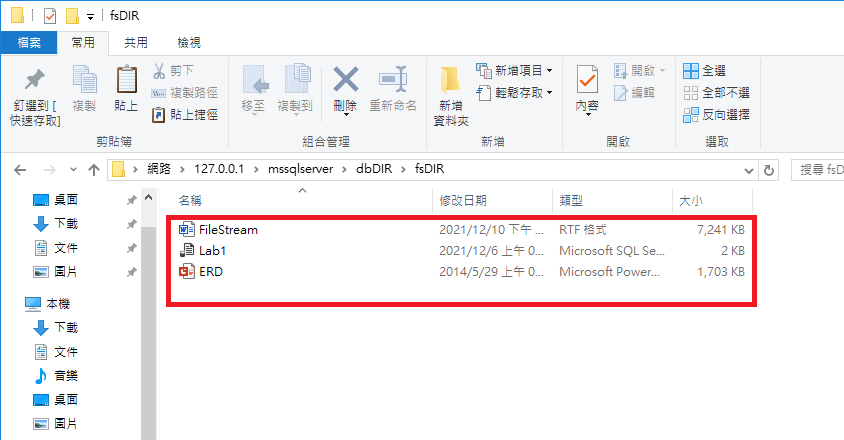 fsDIR
檔案 常用 共用 檢視
釘選到 [快速存取] 複製 貼上 剪下 複製路徑 貼上捷徑 移至 複製到 刪除 重新命名 新增資料夾 新增項目 輕鬆存取 內容 開啟 編輯 全選 全部不選 反向選擇
剪貼簿 組合管理 新增 開啟 選取
網路 127.0.0.1 mssqlserver dbDIR fsDIR 搜尋 fsD
名稱 修改日期 類型 大小
桌面
下載
文件
圖片
本機
下載
文件
音樂
桌面
圖片
FileStream 2021/12/10 下午 ... RTF 格式 7,241 KB
Lab1 2021/12/6 上午 0... Microsoft SQL Se... 2 KB
ERD 2014/5/29 上午 0... Microsoft Power... 1,703 KB